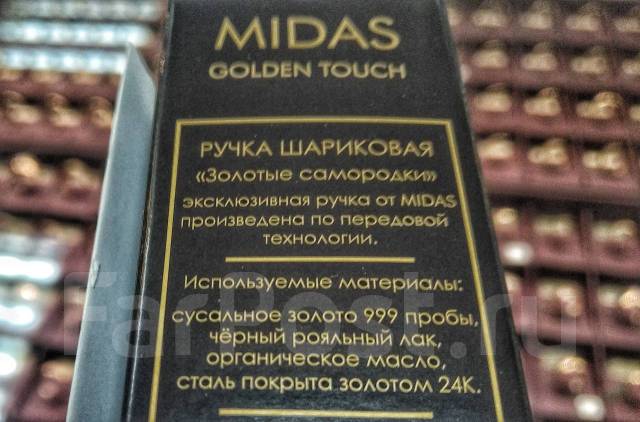 MIDAS
GOLDEN TOUCH
РУЧКА ШАРИКОВАЯ
«Золотые самородки»
эксклюзивная ручка от MIDAS
произведена по передовой
технологии.
Используемые материалы:
сусальное золото 999 пробы,
чёрный рояльный лак,
органическое масло,
сталь покрыта золотом 24К.
FarPost.ru